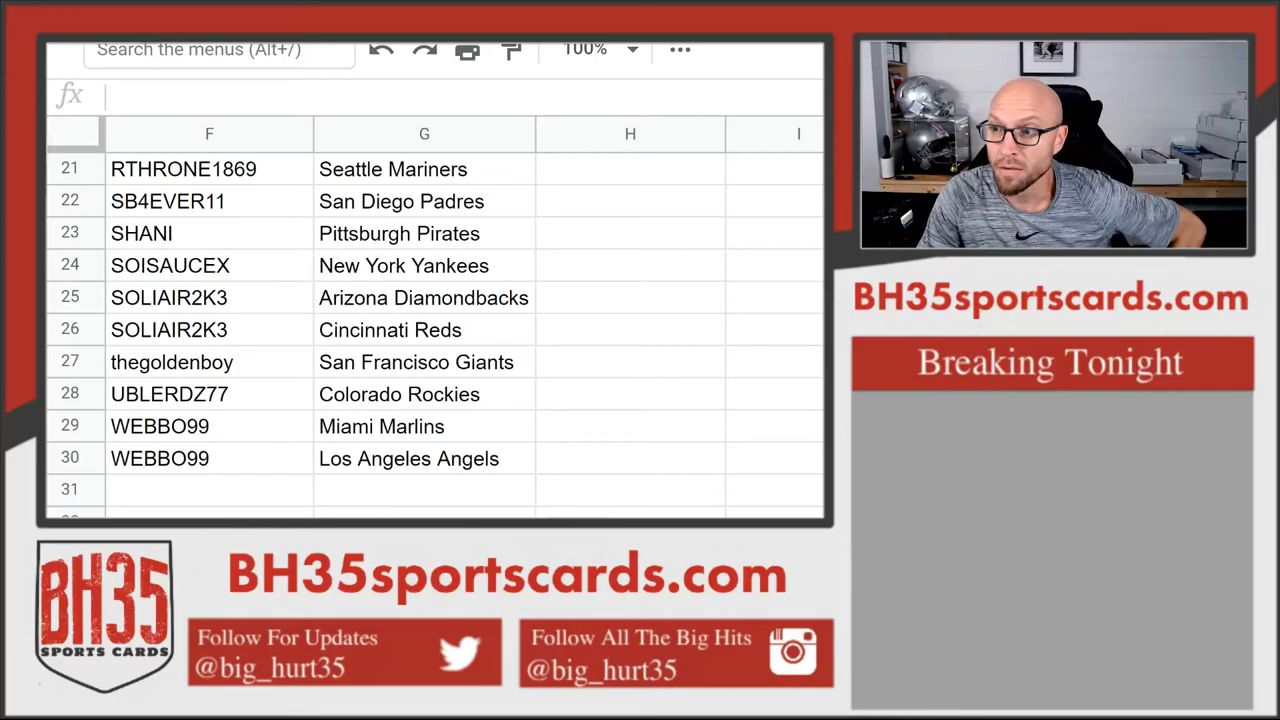 Search the menus (Alt+/)
100%
fx
F G H I
21 RTHRONE1869 Seattle Mariners
22 SB4EVER11 San Diego Padres
23 SHANI Pittsburgh Pirates
24 SOISAUCEX New York Yankees
25 SOLIAIR2K3 Arizona Diamondbacks
26 SOLIAIR2K3 Cincinnati Reds
27 thegoldenboy San Francisco Giants
28 UBLERDZ77 Colorado Rockies
29 WEBBO99 Miami Marlins
30 WEBBO99 Los Angeles Angels
31
BH35sportscards.com
Breaking Tonight
BH35
SPORTS CARDS
BH35sportscards.com
Follow For Updates
@big_hurt35
Follow All The Big Hits
@big_hurt35